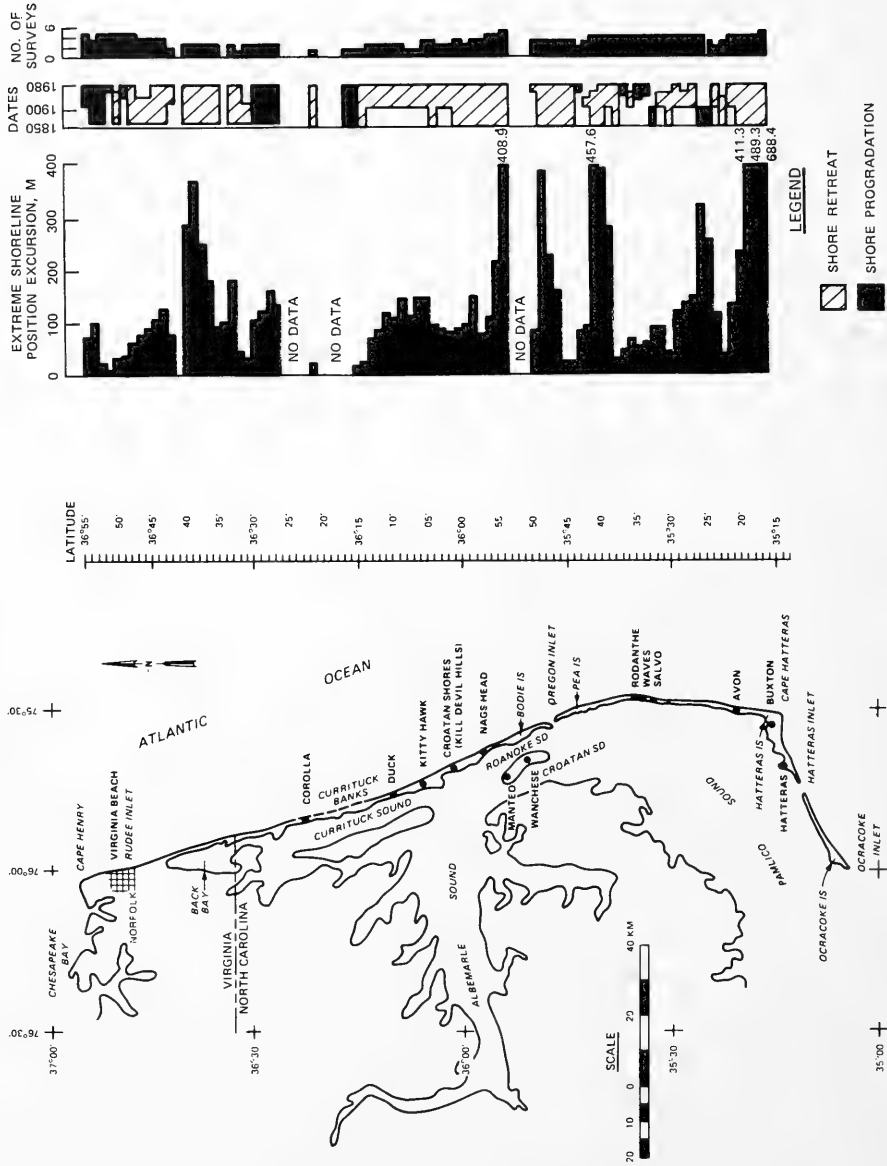 37°00'
36°30'
36°00'
35°30'
35°00'
76°30'
76°00'
75°30'
CHESAPEAKE
BAY
CAPE HENRY
NORFOLK
VIRGINIA BEACH
RUDEE INLET
BACK
BAY
VIRGINIA
NORTH CAROLINA
ATLANTIC
OCEAN
N
COROLLA
CURRITUCK
BANKS
CURRITUCK SOUND
DUCK
KITTY HAWK
CROATAN SHORES
(KILL DEVIL HILLS)
NAGS HEAD
ALBEMARLE
SOUND
ROANOKE SD
BODIE IS
MANTEO
WANCHESE
CROATAN SD
OREGON INLET
PEA IS
RODANTHE
WAVES
SALVO
AVON
BUXTON
CAPE HATTERAS
HATTERAS IS
PAMLICO
SOUND
HATTERAS
HATTERAS INLET
OCRACOKE IS
OCRACOKE
INLET
SCALE
20 0 20 40 KM
LATITUDE
36°55'
50'
36°45'
40
35'
36°30'
25'
20'
36°15'
10'
05'
36°00'
55'
50'
35°45'
40'
35'
35°30'
25'
20'
35°15'
EXTREME SHORELINE
POSITION EXCURSION, M
0 100 200 300 400
NO DATA
NO DATA
408.9
NO DATA
457.6
411.3
489.3
688.4
DATES
1850
1900
1980
NO. OF
SURVEYS
0 6
LEGEND
SHORE RETREAT
SHORE PROGRADATION